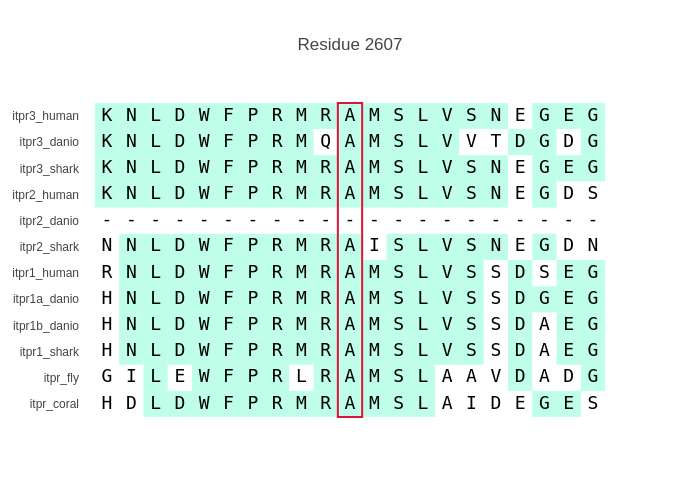 Residue 2607
itpr3_human K N L D W F P R M R A M S L V S N E G E G
itpr3_danio K N L D W F P R M Q A M S L V V T D G D G
itpr3_shark K N L D W F P R M R A M S L V S N E G E G
itpr2_human K N L D W F P R M R A M S L V S N E G D S
itpr2_danio - - - - - - - - - - - - - - - - - - - - -
itpr2_shark N N L D W F P R M R A I S L V S N E G D N
itpr1_human R N L D W F P R M R A M S L V S S D S E G
itpr1a_danio H N L D W F P R M R A M S L V S S D G E G
itpr1b_danio H N L D W F P R M R A M S L V S S D A E G
itpr1_shark H N L D W F P R M R A M S L V S S D A E G
itpr_fly G I L E W F P R L R A M S L A A V D A D G
itpr_coral H D L D W F P R M R A M S L A I D E G E S